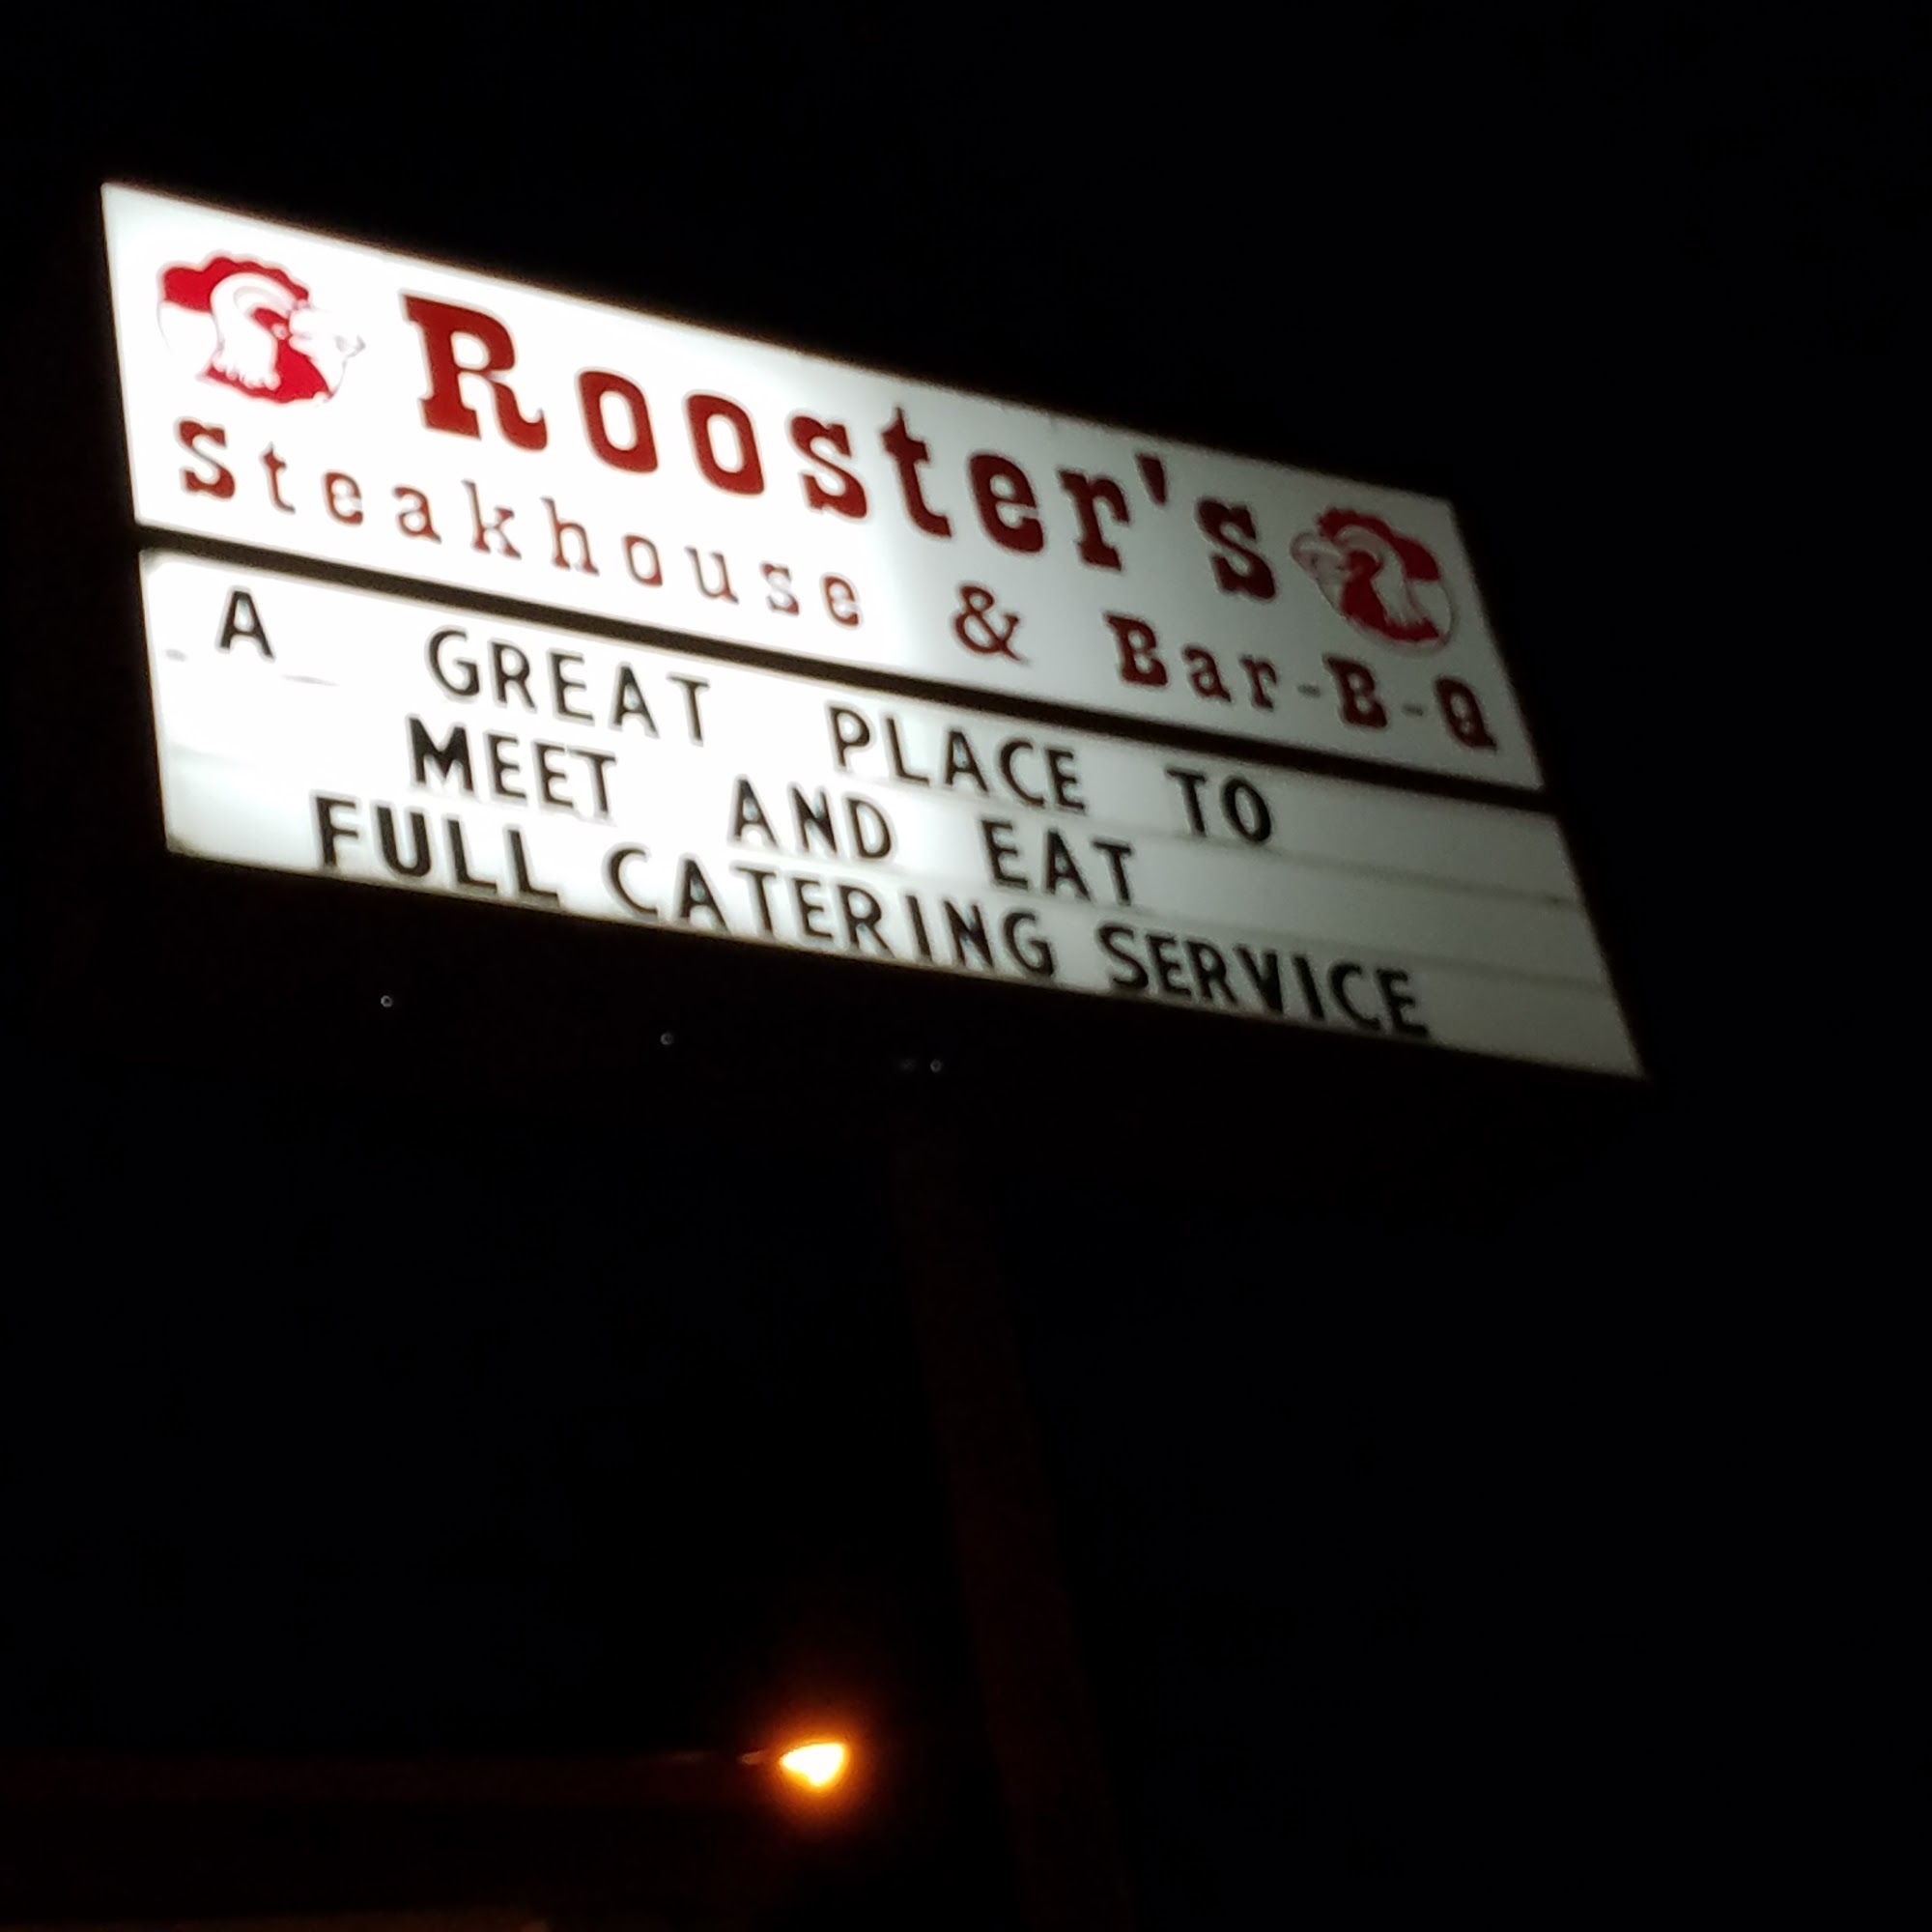 Rooster's
Steakhouse & Bar-B-Q
A GREAT PLACE TO
MEET AND EAT
FULL CATERING SERVICE